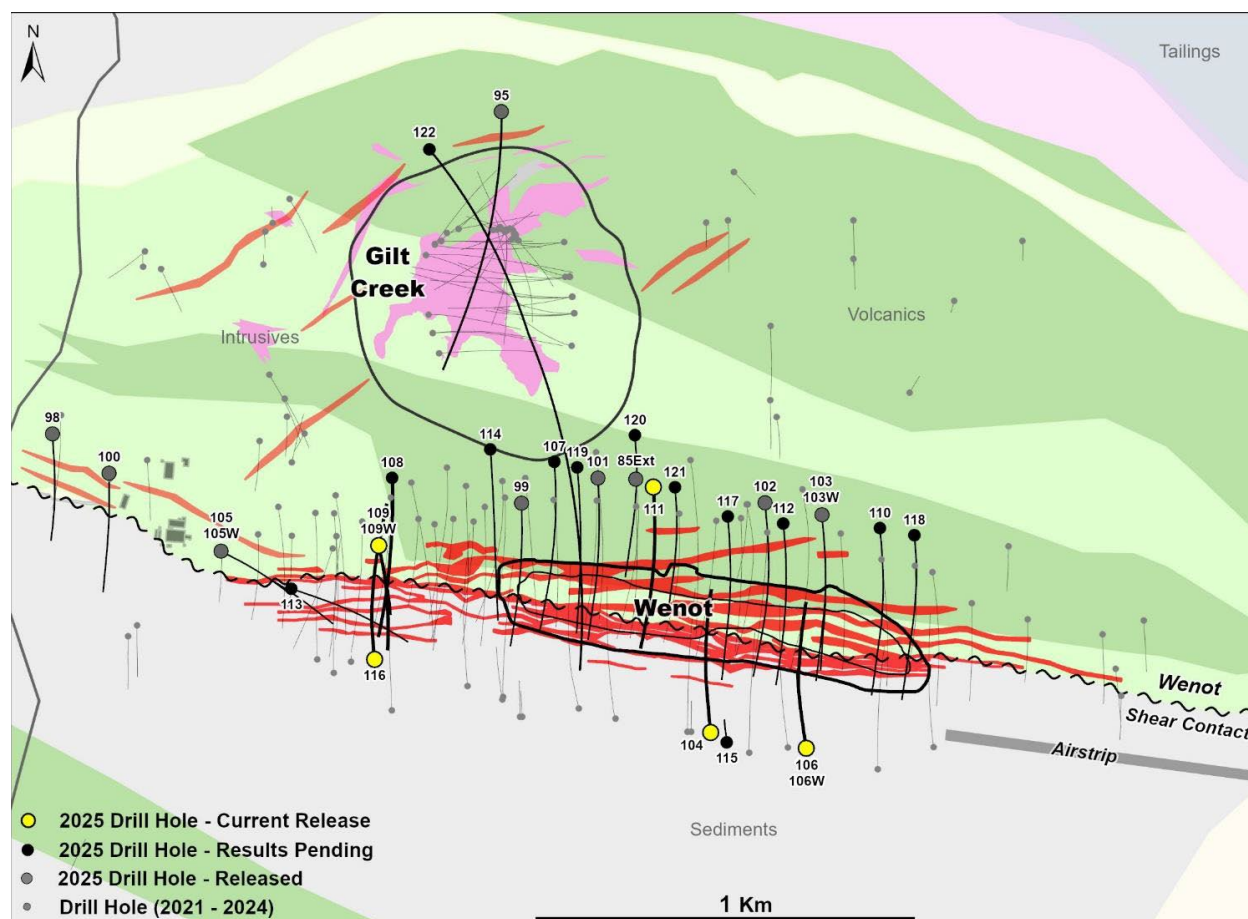 N
Tailings
95
122
Gilt
Creek
Volcanics
Intrusives
98
120
114
107
119
100
101
85Ext
108
111
121
99
102
103
103W
117
112
110
118
109
109W
105
105W
113
Wenot
116
Wenot
Shear Contact
104
115
106
106W
Airstrip
2025 Drill Hole - Current Release
2025 Drill Hole - Results Pending
Sediments
2025 Drill Hole - Released
Drill Hole (2021 - 2024)
1 Km